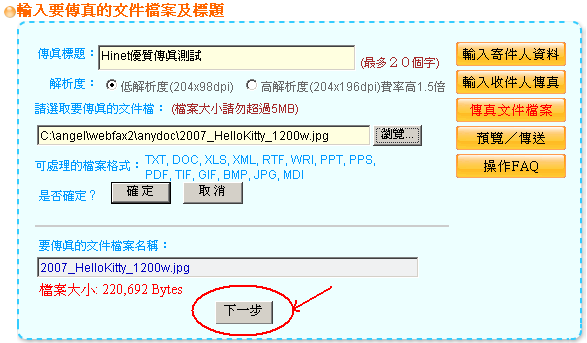 輸入要傳真的文件檔案及標題
傳真標題：Hinet優質傳真測試 (最多２０個字)
解析度： 低解析度(204x98dpi) 高解析度(204x196dpi)費率高1.5倍
請選取要傳真的文件檔： (檔案大小請勿超過5MB)
C:\angel\webfax2\anydoc\2007_HelloKitty_1200w.jpg 瀏覽...
可處理的檔案格式：TXT, DOC, XLS, XML, RTF, WRI, PPT, PPS,
PDF, TIF, GIF, BMP, JPG, MDI
是否確定？ 確定 取消
要傳真的文件檔案名稱：
2007_HelloKitty_1200w.jpg
檔案大小: 220,692 Bytes
下一步
輸入寄件人資料
輸入收件人傳真
傳真文件檔案
預覽／傳送
操作FAQ